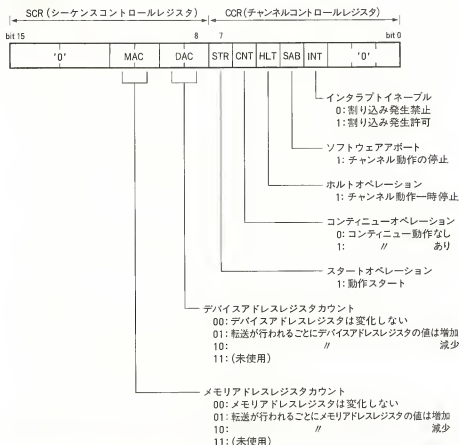 SCR(シーケンスコントロールレジスタ) CCR(チャンネルコントロールレジスタ)
bit 15 8 7 bit 0
'0' MAC DAC STR CNT HLT SAB INT '0'
インタラプトイネーブル
0:割り込み発生禁止
1:割り込み発生許可
ソフトウェアアボート
1:チャンネル動作の停止
ホルトオペレーション
1:チャンネル動作一時停止
コンティニューオペレーション
0:コンティニュー動作なし
1: 〃 あり
スタートオペレーション
1:動作スタート
デバイスアドレスレジスタカウント
00:デバイスアドレスレジスタは変化しない
01:転送が行われるごとにデバイスアドレスレジスタの値は増加
10: 〃 減少
11:(未使用)
メモリアドレスレジスタカウント
00:メモリアドレスレジスタは変化しない
01:転送が行われるごとにメモリアドレスレジスタの値は増加
10: 〃 減少
11:(未使用)